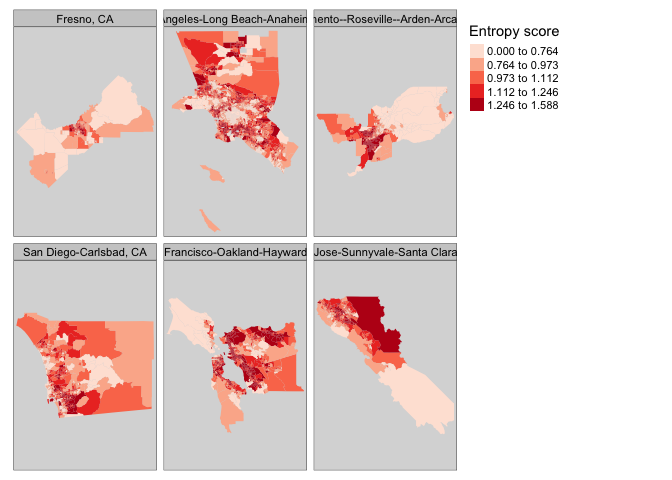 Fresno, CA
Angeles-Long Beach-Anaheim
mento--Roseville--Arden-Arca
San Diego-Carlsbad, CA
Francisco-Oakland-Hayward
Jose-Sunnyvale-Santa Clara
Entropy score
0.000 to 0.764
0.764 to 0.973
0.973 to 1.112
1.112 to 1.246
1.246 to 1.588